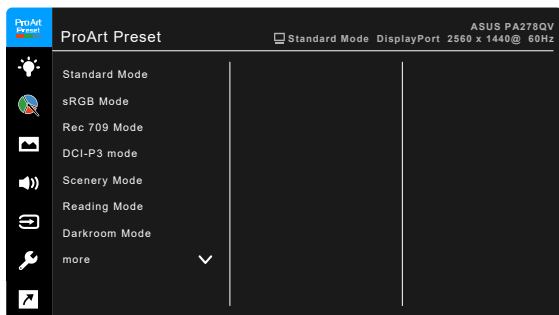 ProArt
Preset
ProArt Preset
ASUS PA278QV
Standard Mode DisplayPort 2560 x 1440@ 60Hz
Standard Mode
sRGB Mode
Rec 709 Mode
DCI-P3 mode
Scenery Mode
Reading Mode
Darkroom Mode
more